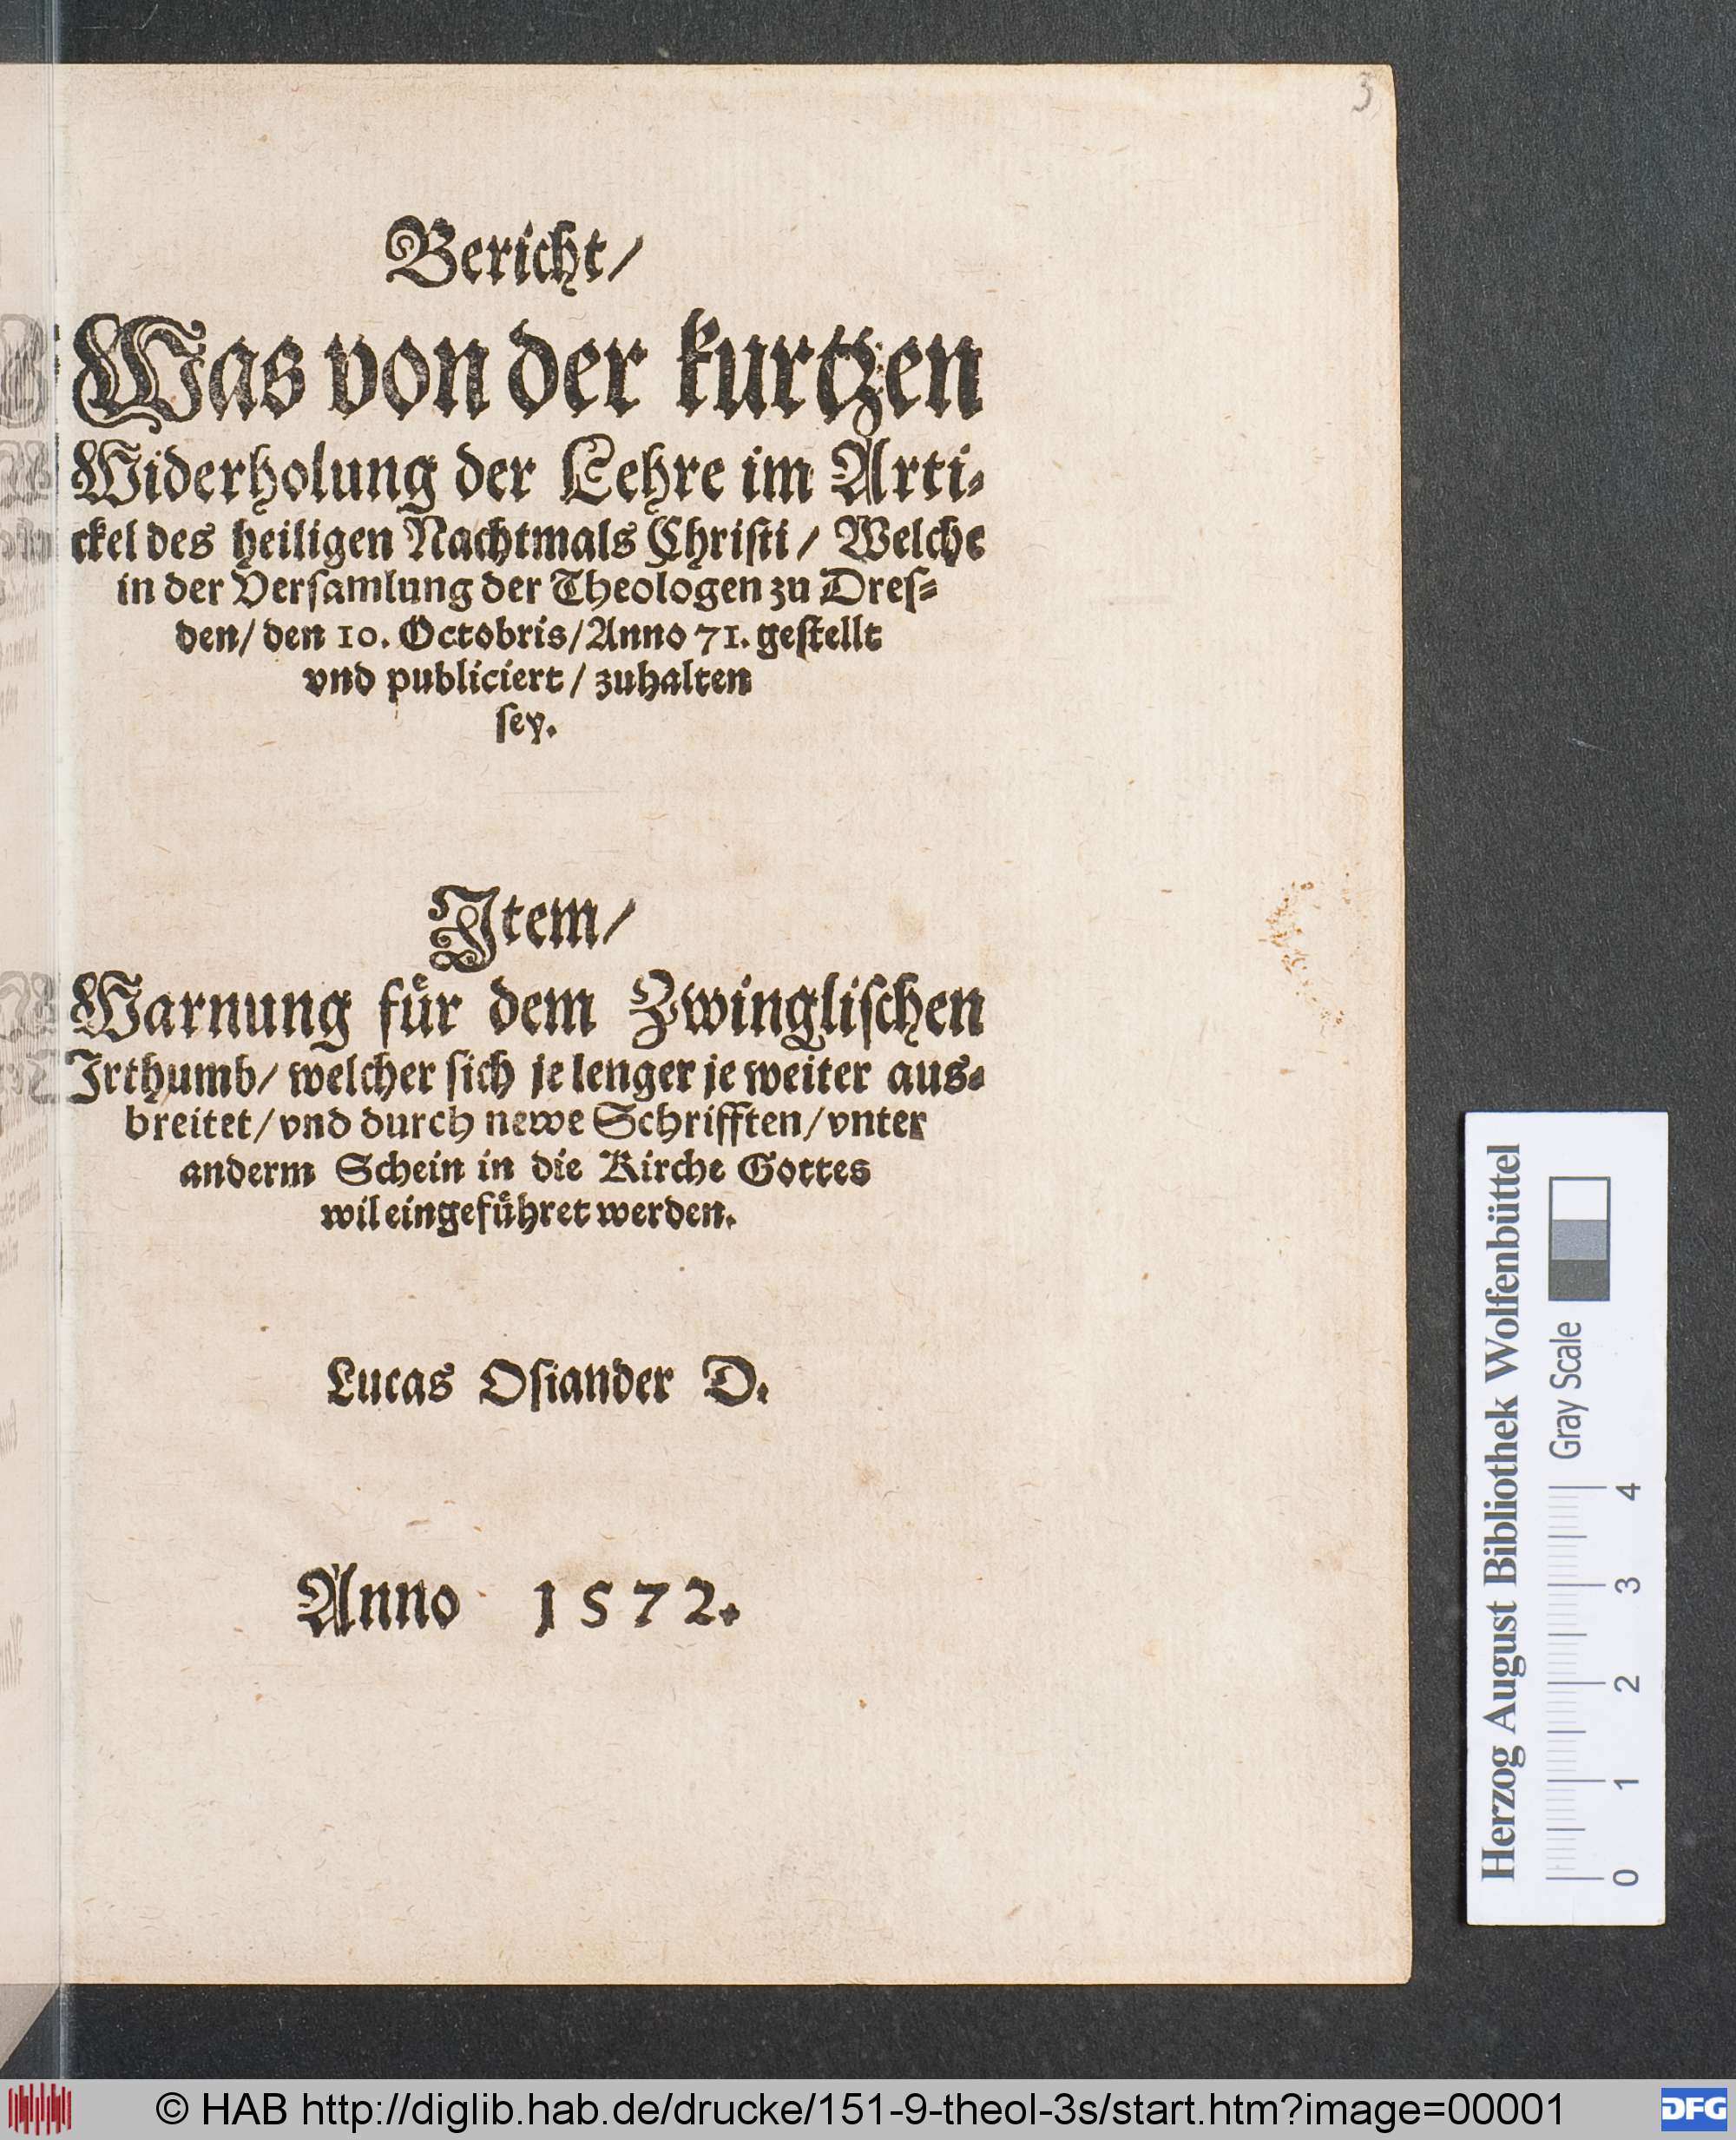 3
Bericht/
Was von der kurtzen
Widerholung der Lehre im Arti-
ckel des heiligen Nachtmals Christi/ Welche
in der Versamlung der Theologen zu Dreſ-
den/ den 10. Octobris/ Anno 71. geſtellt
vnd publiciert/ zuhalten
ſey.
Item/
Warnung fuͤr dem Zwingliſchen
Irthumb/ welcher ſich je lenger je weiter aus-
breitet/ vnd durch newe Schrifften/ vnter
anderm Schein in die Kirche Gottes
wil eingefuͤhret werden.
Lucas Oſiander D.
Anno 1572.
Herzog August Bibliothek Wolfenbüttel
Gray Scale
0 1 2 3 4
© HAB http://diglib.hab.de/drucke/151-9-theol-3s/start.htm?image=00001
DFG